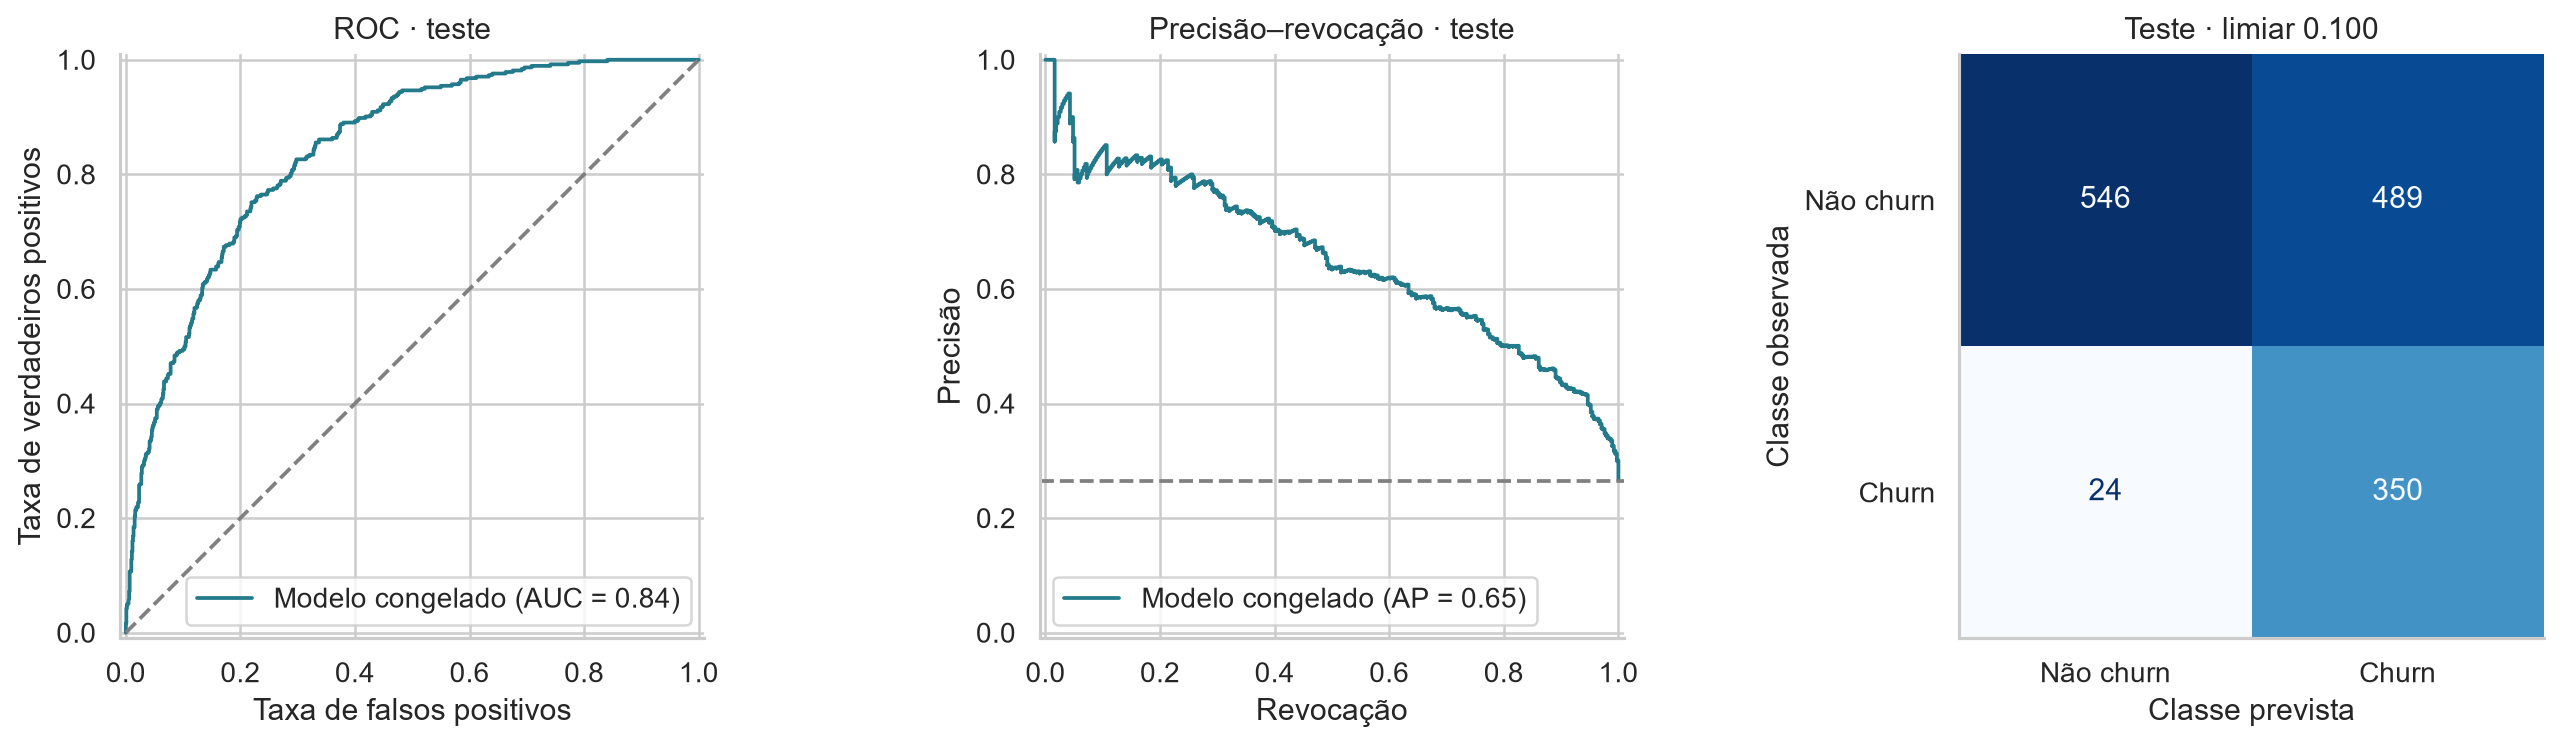 ROC · teste
Taxa de verdadeiros positivos
1.0
0.8
0.6
0.4
0.2
0.0
Modelo congelado (AUC = 0.84)
0.0 0.2 0.4 0.6 0.8 1.0
Taxa de falsos positivos
Precisão–revocação · teste
Precisão
1.0
0.8
0.6
0.4
0.2
0.0
Modelo congelado (AP = 0.65)
0.0 0.2 0.4 0.6 0.8 1.0
Revocação
Teste · limiar 0.100
Classe observada
Não churn 546 489
Churn 24 350
Não churn Churn
Classe prevista